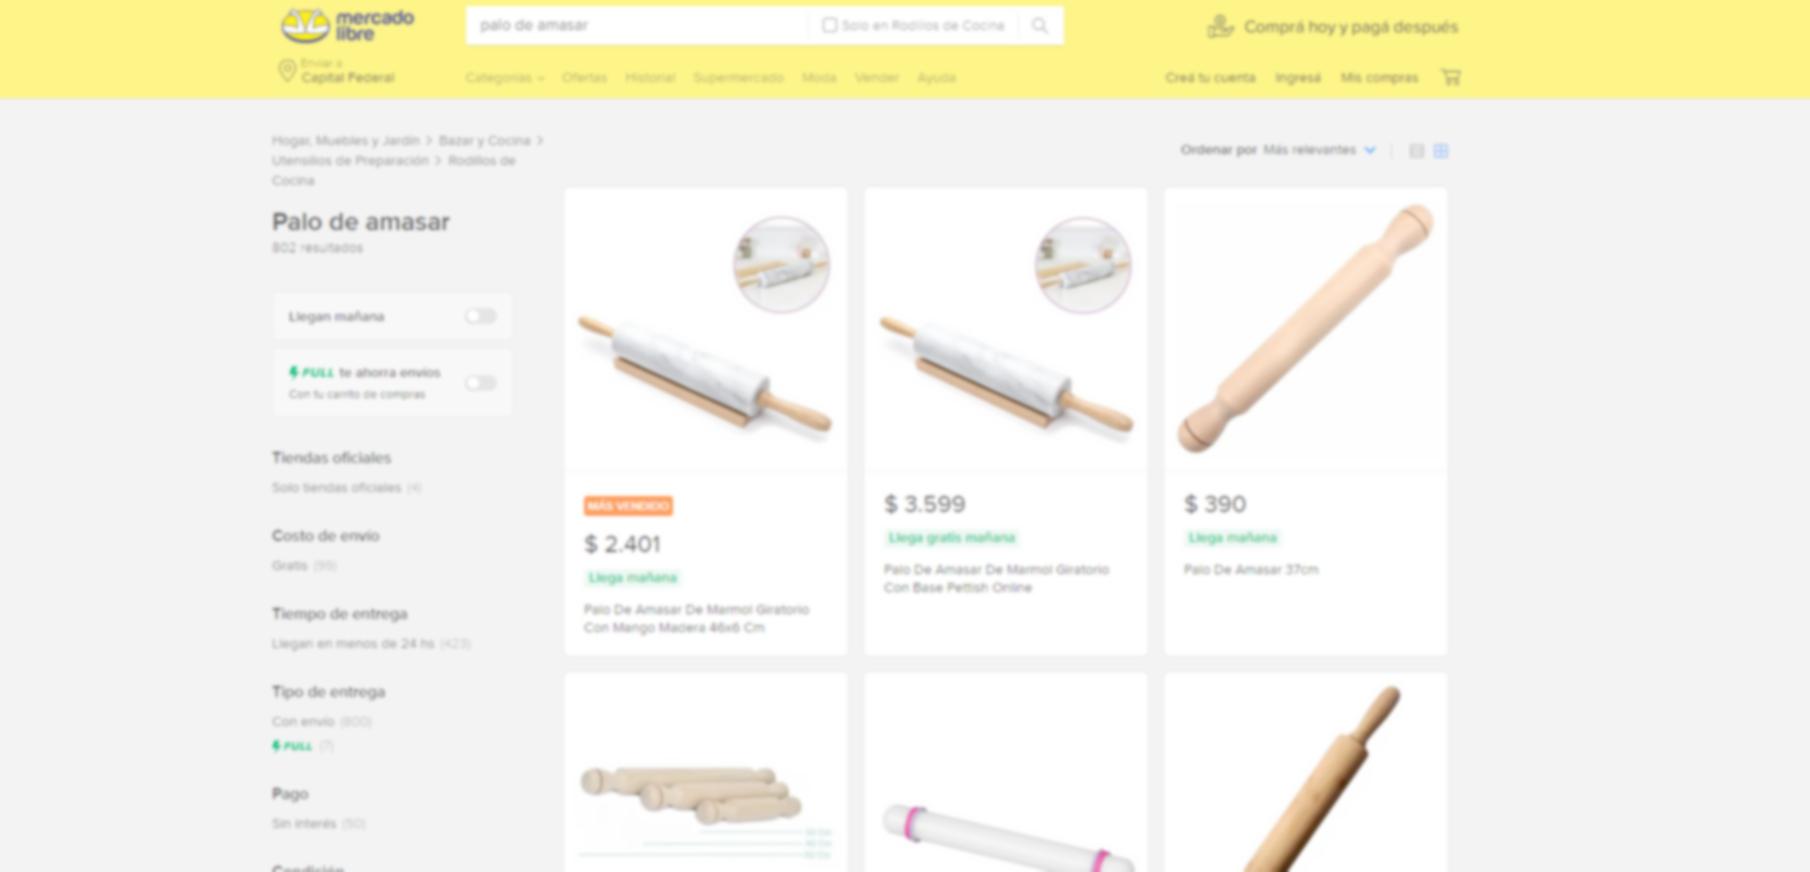 mercado
libre
palo de amasar
Solo en Rodillos de Cocina
Comprá hoy y pagá después
Enviar a
Capital Federal
Categorías Ofertas Historial Supermercado Moda Vender Ayuda
Creá tu cuenta Ingresá Mis compras
Hogar, Muebles y Jardín > Bazar y Cocina >
Utensilios de Preparación > Rodillos de
Cocina
Ordenar por Más relevantes
Palo de amasar
802 resultados
Llegan mañana
FULL te ahorra envíos
Con tu carrito de compras
Tiendas oficiales
Solo tiendas oficiales (4)
Costo de envío
Gratis (99)
Tiempo de entrega
Llegan en menos de 24 hs (423)
Tipo de entrega
Con envío (800)
FULL (7)
Pago
Sin interés (50)
Condición
MÁS VENDIDO
$ 2.401
Llega mañana
Palo De Amasar De Marmol Giratorio
Con Mango Madera 46x6 Cm
$ 3.599
Llega gratis mañana
Palo De Amasar De Marmol Giratorio
Con Base Pettish Online
$ 390
Llega mañana
Palo De Amasar 37cm